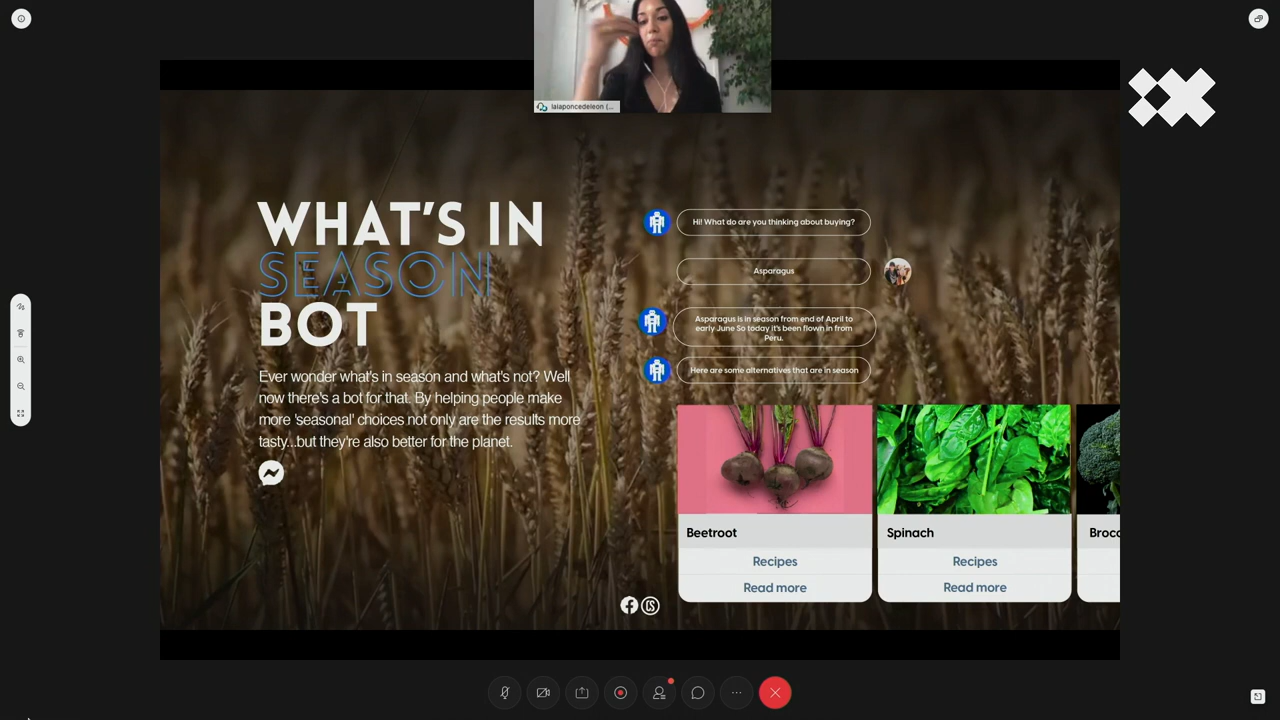 laiaponcedeleon (...
WHAT'S IN
SEASON
BOT
Ever wonder what's in season and what's not? Well
now there's a bot for that. By helping people make
more 'seasonal' choices not only are the results more
tasty...but they're also better for the planet.
Hi! What do are you thinking about buying?
Asparagus
Asparagus is in season from end of April to
early June So today it's been flown in from
Peru.
Here are some alternatives that are in season
Beetroot
Recipes
Read more
Spinach
Recipes
Read more
Brocc
CS